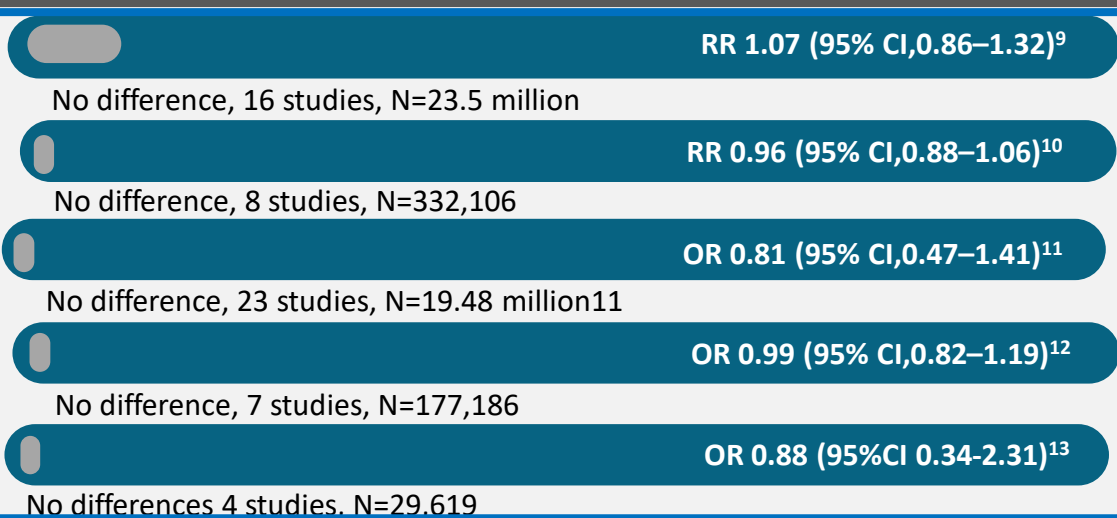 RR 1.07 (95% CI,0.86–1.32)⁹
No difference, 16 studies, N=23.5 million
RR 0.96 (95% CI,0.88–1.06)¹⁰
No difference, 8 studies, N=332,106
OR 0.81 (95% CI,0.47–1.41)¹¹
No difference, 23 studies, N=19.48 million11
OR 0.99 (95% CI,0.82–1.19)¹²
No difference, 7 studies, N=177,186
OR 0.88 (95%CI 0.34-2.31)¹³
No differences 4 studies, N=29,619